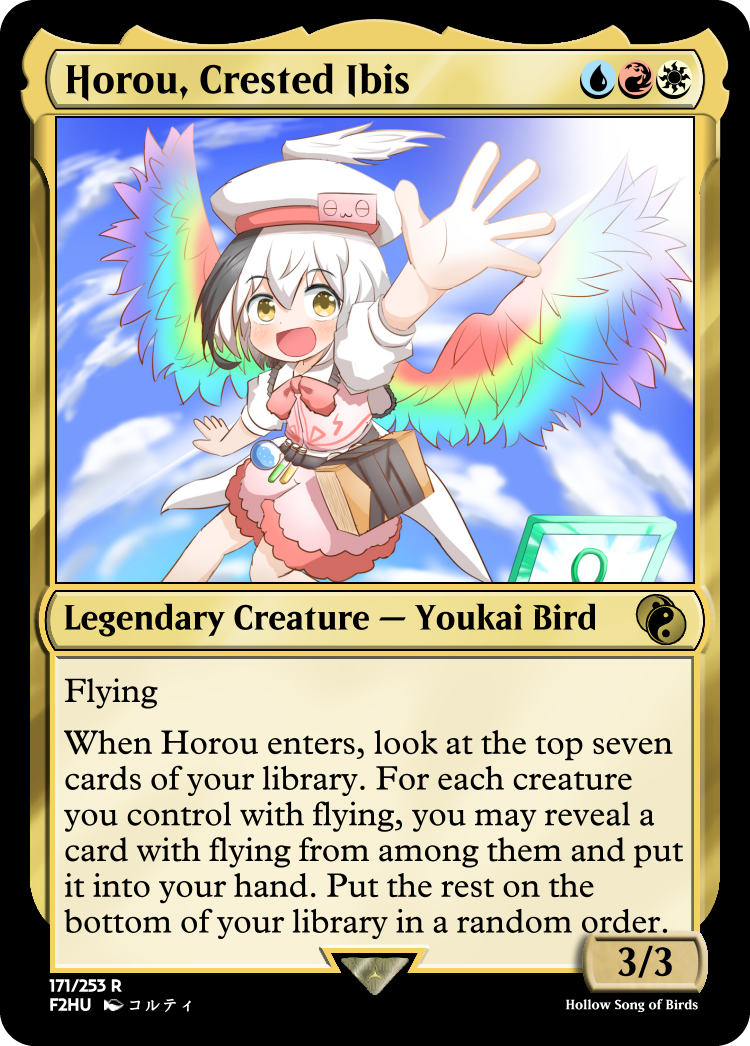 Horou, Crested Ibis
Legendary Creature — Youkai Bird
Flying
When Horou enters, look at the top seven
cards of your library. For each creature
you control with flying, you may reveal a
card with flying from among them and put
it into your hand. Put the rest on the
bottom of your library in a random order.
3/3
171/253 R
F2HU コルティ
Hollow Song of Birds